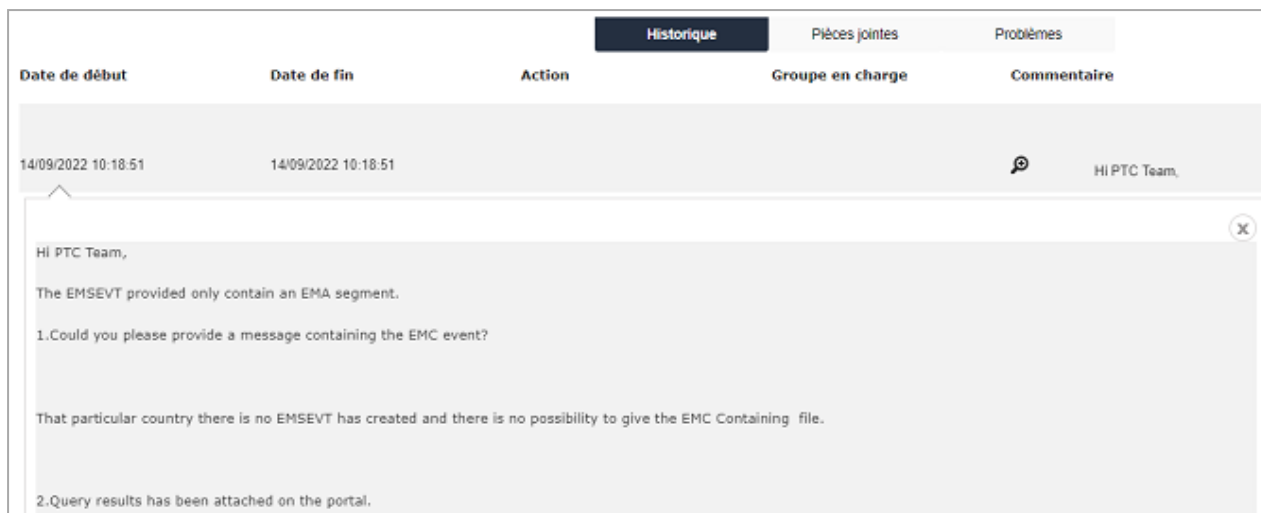 Historique Pièces jointes Problèmes
Date de début Date de fin Action Groupe en charge Commentaire
14/09/2022 10:18:51 14/09/2022 10:18:51 Hi PTC Team,
x
Hi PTC Team,
The EMSEVT provided only contain an EMA segment.
1.Could you please provide a message containing the EMC event?
That particular country there is no EMSEVT has created and there is no possibility to give the EMC Containing file.
2.Query results has been attached on the portal.